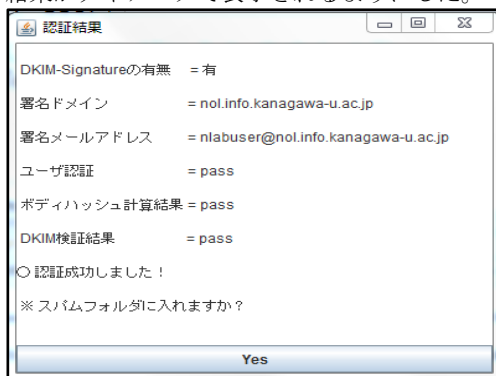 認証結果
DKIM-Signatureの有無 = 有
署名ドメイン = nol.info.kanagawa-u.ac.jp
署名メールアドレス = nlabuser@nol.info.kanagawa-u.ac.jp
ユーザ認証 = pass
ボディハッシュ計算結果 = pass
DKIM検証結果 = pass
○ 認証成功しました！
※ スパムフォルダに入れますか？
Yes